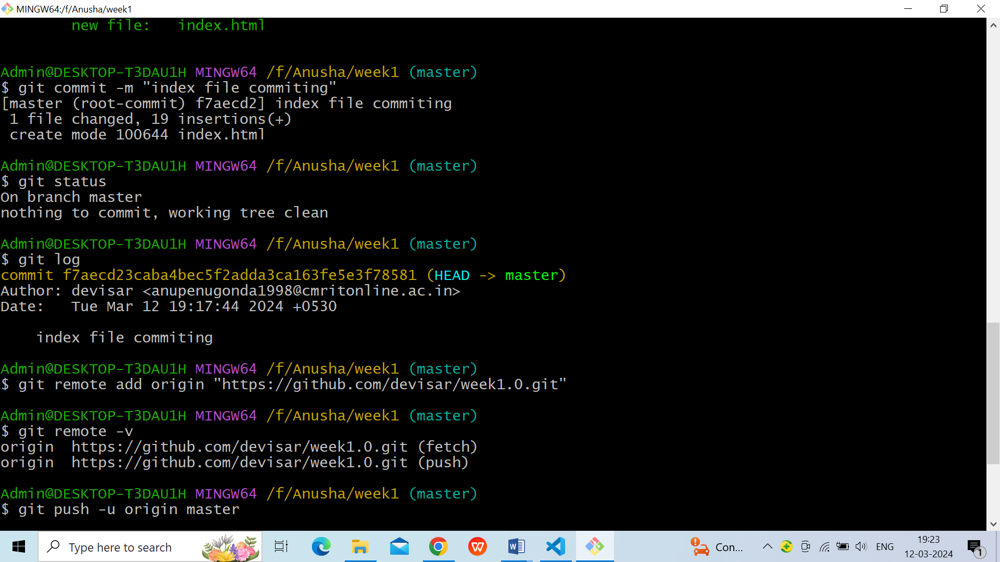 MINGW64:/f/Anusha/week1
new file:   index.html
Admin@DESKTOP-T3DAU1H MINGW64 /f/Anusha/week1 (master)
$ git commit -m "index file commiting"
[master (root-commit) f7aecd2] index file commiting
 1 file changed, 19 insertions(+)
 create mode 100644 index.html
Admin@DESKTOP-T3DAU1H MINGW64 /f/Anusha/week1 (master)
$ git status
On branch master
nothing to commit, working tree clean
Admin@DESKTOP-T3DAU1H MINGW64 /f/Anusha/week1 (master)
$ git log
commit f7aecd23caba4bec5f2adda3ca163fe5e3f78581 (HEAD -> master)
Author: devisar <anupenugonda1998@cmritonline.ac.in>
Date:   Tue Mar 12 19:17:44 2024 +0530
    index file commiting
Admin@DESKTOP-T3DAU1H MINGW64 /f/Anusha/week1 (master)
$ git remote add origin "https://github.com/devisar/week1.0.git"
Admin@DESKTOP-T3DAU1H MINGW64 /f/Anusha/week1 (master)
$ git remote -v
origin  https://github.com/devisar/week1.0.git (fetch)
origin  https://github.com/devisar/week1.0.git (push)
Admin@DESKTOP-T3DAU1H MINGW64 /f/Anusha/week1 (master)
$ git push -u origin master
Type here to search
Con...
ENG
19:23
12-03-2024
1